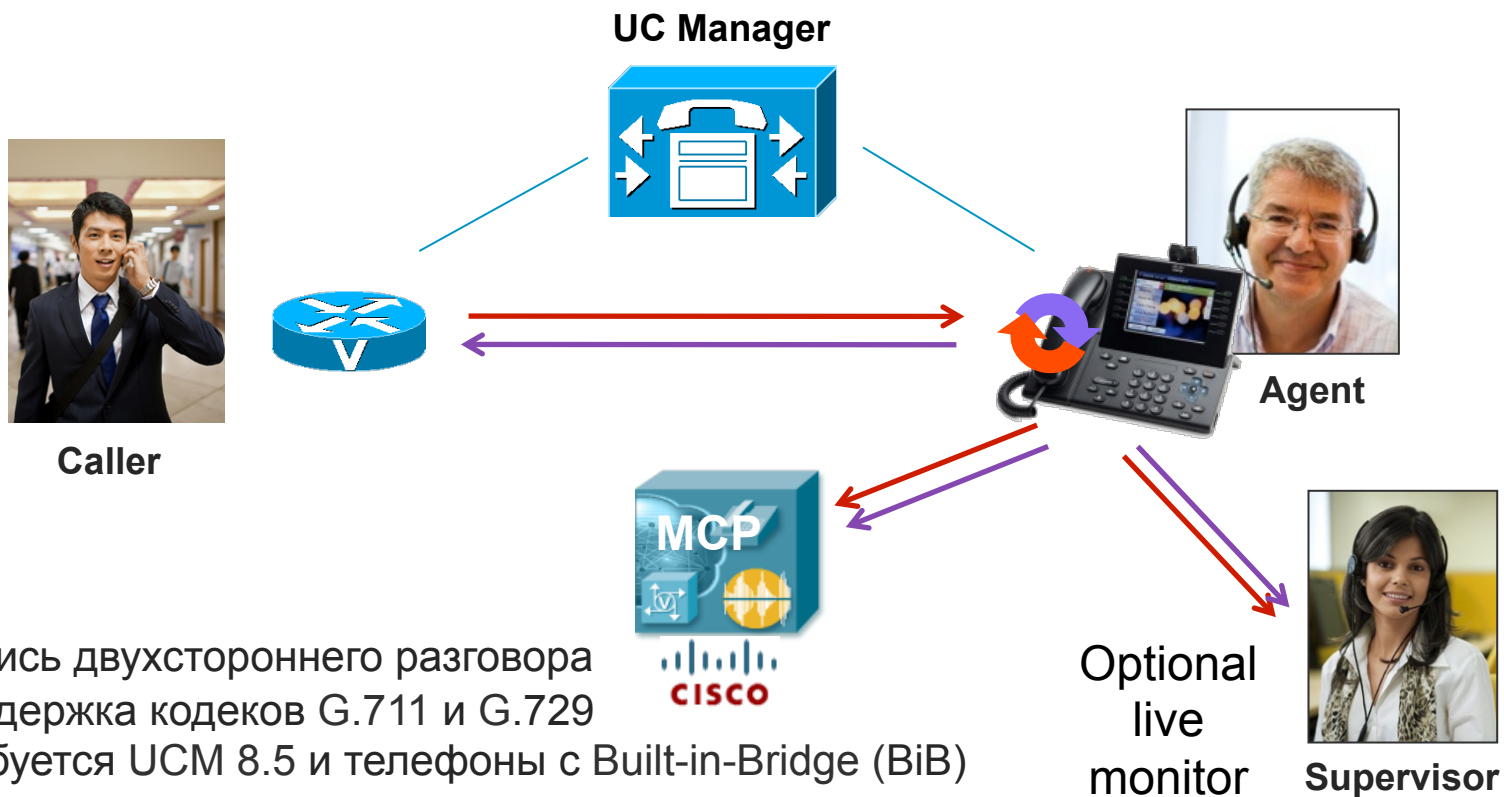 UC Manager
V
Agent
Caller
MCP
V
CISCO
ись двухстороннего разговора
держка кодеков G.711 и G.729
буется UCM 8.5 и телефоны с Built-in-Bridge (BiB)
Optional
live
monitor
Supervisor